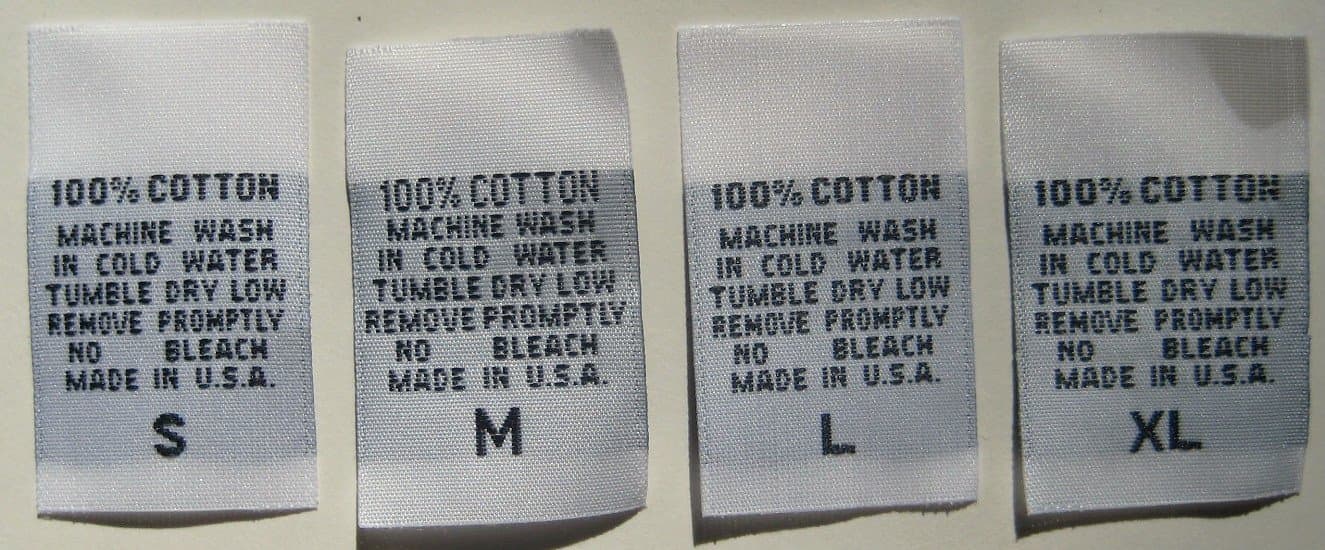 100% COTTON
MACHINE WASH
IN COLD WATER
TUMBLE DRY LOW
REMOVE PROMPTLY
NO BLEACH
MADE IN U.S.A.
S
100% COTTON
MACHINE WASH
IN COLD WATER
TUMBLE DRY LOW
REMOVE PROMPTLY
NO BLEACH
MADE IN U.S.A.
M
100% COTTON
MACHINE WASH
IN COLD WATER
TUMBLE DRY LOW
REMOVE PROMPTLY
NO BLEACH
MADE IN U.S.A.
L
100% COTTON
MACHINE WASH
IN COLD WATER
TUMBLE DRY LOW
REMOVE PROMPTLY
NO BLEACH
MADE IN U.S.A.
XL